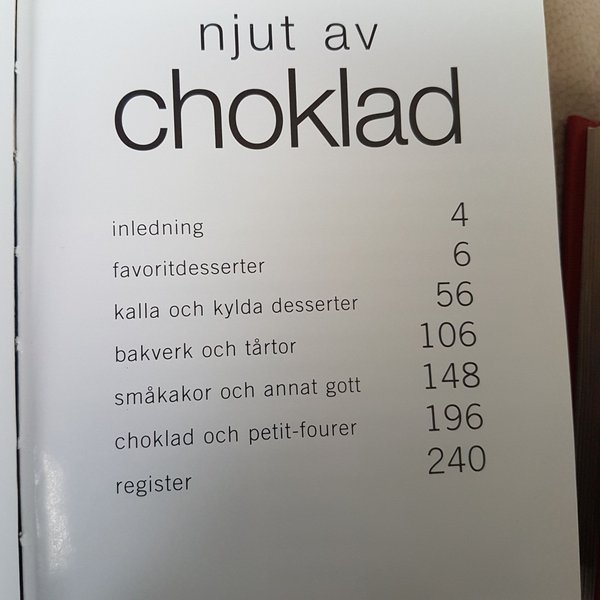 njut av
choklad
inledning 4
favoritdesserter 6
kalla och kylda desserter 56
bakverk och tårtor 106
småkakor och annat gott 148
choklad och petit-fourer 196
register 240